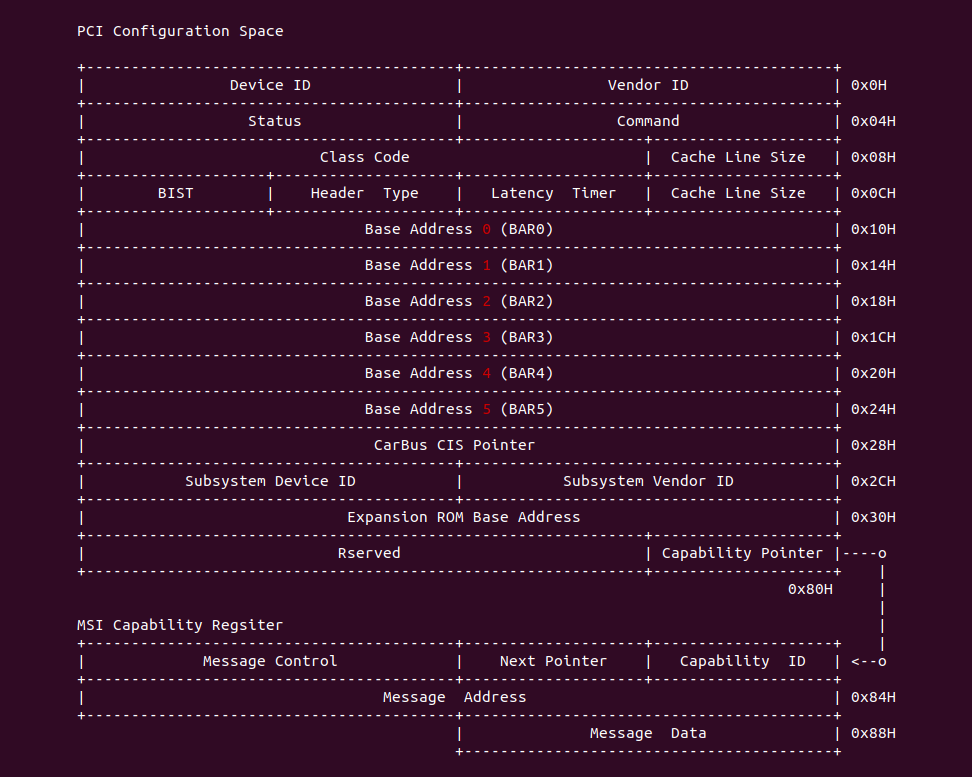 PCI Configuration Space
+-----------------------------------------+-----------------------------------------+
| Device ID | Vendor ID | 0x0H
+-----------------------------------------+-----------------------------------------+
| Status | Command | 0x04H
+-----------------------------------------+--------------------+--------------------+
| Class Code | Cache Line Size | 0x08H
+--------------------+--------------------+--------------------+--------------------+
| BIST | Header Type | Latency Timer | Cache Line Size | 0x0CH
+--------------------+--------------------+--------------------+--------------------+
| Base Address 0 (BAR0) | 0x10H
+-----------------------------------------------------------------------------------+
| Base Address 1 (BAR1) | 0x14H
+-----------------------------------------------------------------------------------+
| Base Address 2 (BAR2) | 0x18H
+-----------------------------------------------------------------------------------+
| Base Address 3 (BAR3) | 0x1CH
+-----------------------------------------------------------------------------------+
| Base Address 4 (BAR4) | 0x20H
+-----------------------------------------------------------------------------------+
| Base Address 5 (BAR5) | 0x24H
+-----------------------------------------------------------------------------------+
| CarBus CIS Pointer | 0x28H
+-----------------------------------------+-----------------------------------------+
| Subsystem Device ID | Subsystem Vendor ID | 0x2CH
+-----------------------------------------+-----------------------------------------+
| Expansion ROM Base Address | 0x30H
+--------------------------------------------------------------+--------------------+
| Rserved | Capability Pointer |----o
+--------------------------------------------------------------+--------------------+ |
0x80H |
|
MSI Capability Regsiter |
+-----------------------------------------+--------------------+--------------------+ |
| Message Control | Next Pointer | Capability ID | <--o
+-----------------------------------------+--------------------+--------------------+
| Message Address | 0x84H
+-----------------------------------------+-----------------------------------------+
| Message Data | 0x88H
+-----------------------------------------+